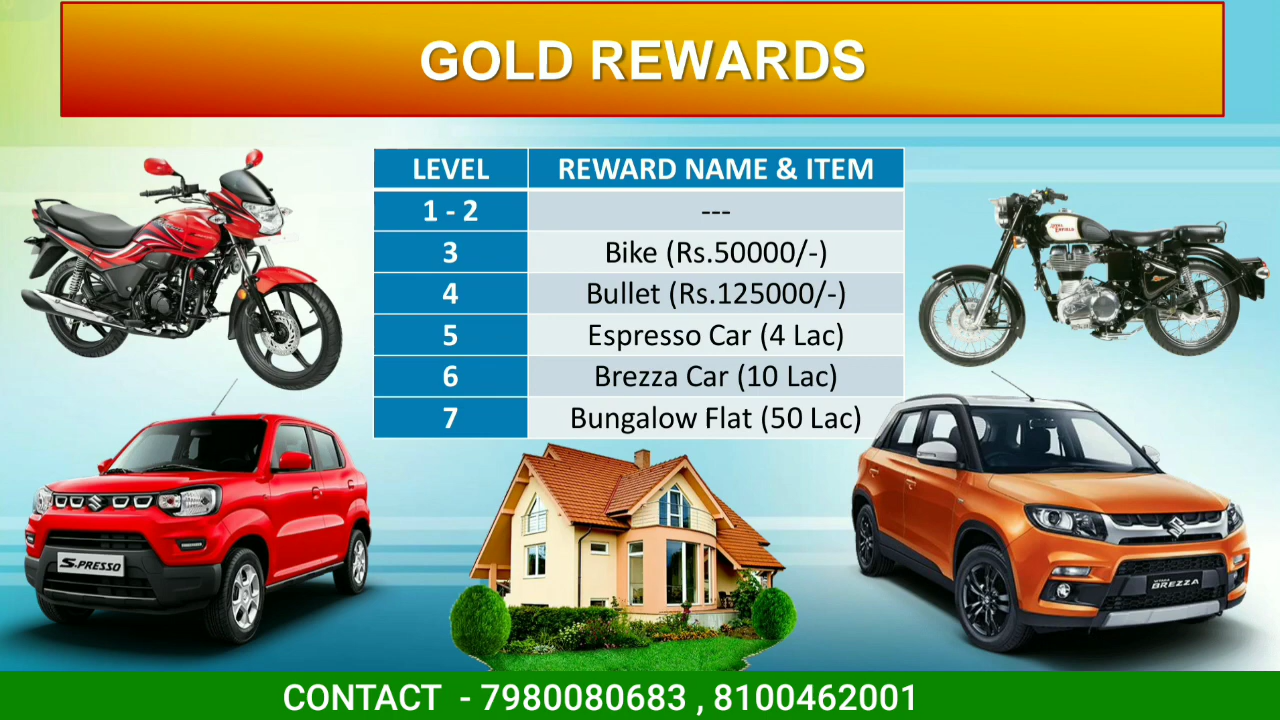 GOLD REWARDS
LEVEL REWARD NAME & ITEM
1 - 2 ---
3 Bike (Rs.50000/-)
4 Bullet (Rs.125000/-)
5 Espresso Car (4 Lac)
6 Brezza Car (10 Lac)
7 Bungalow Flat (50 Lac)
S-PRESSO
BREZZA
CONTACT - 7980080683 , 8100462001